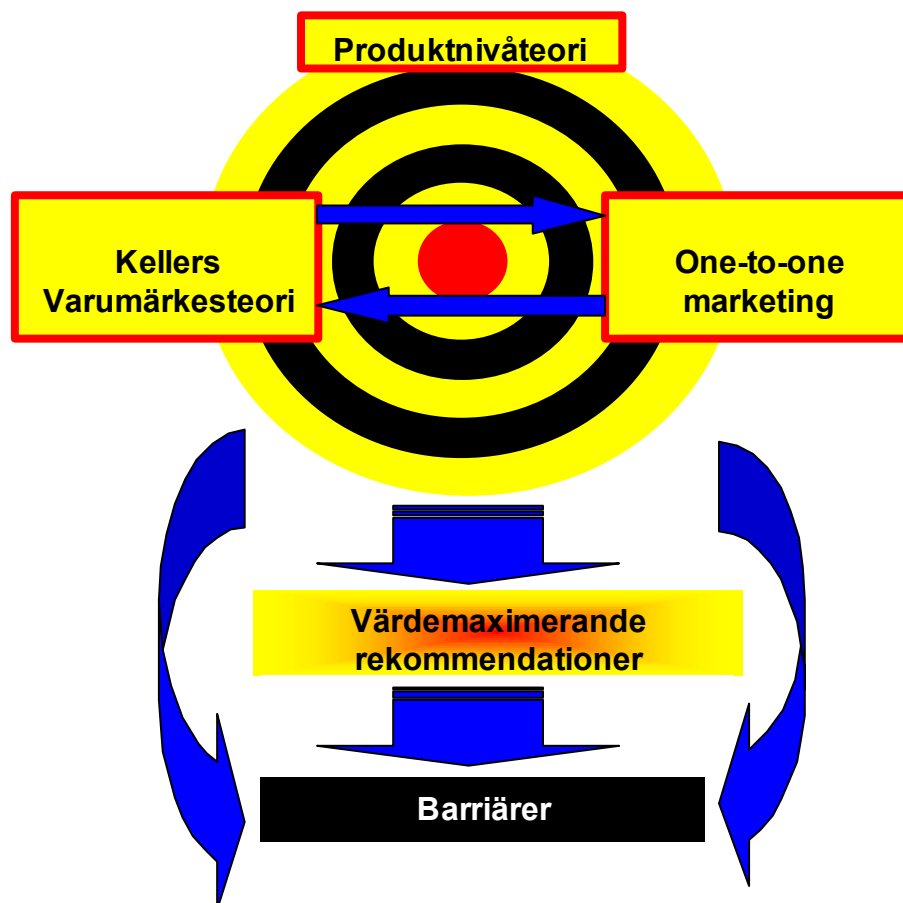 Produktnivåteori
Kellers
Varumärkesteori
One-to-one
marketing
Värdemaximerande
rekommendationer
Barriärer